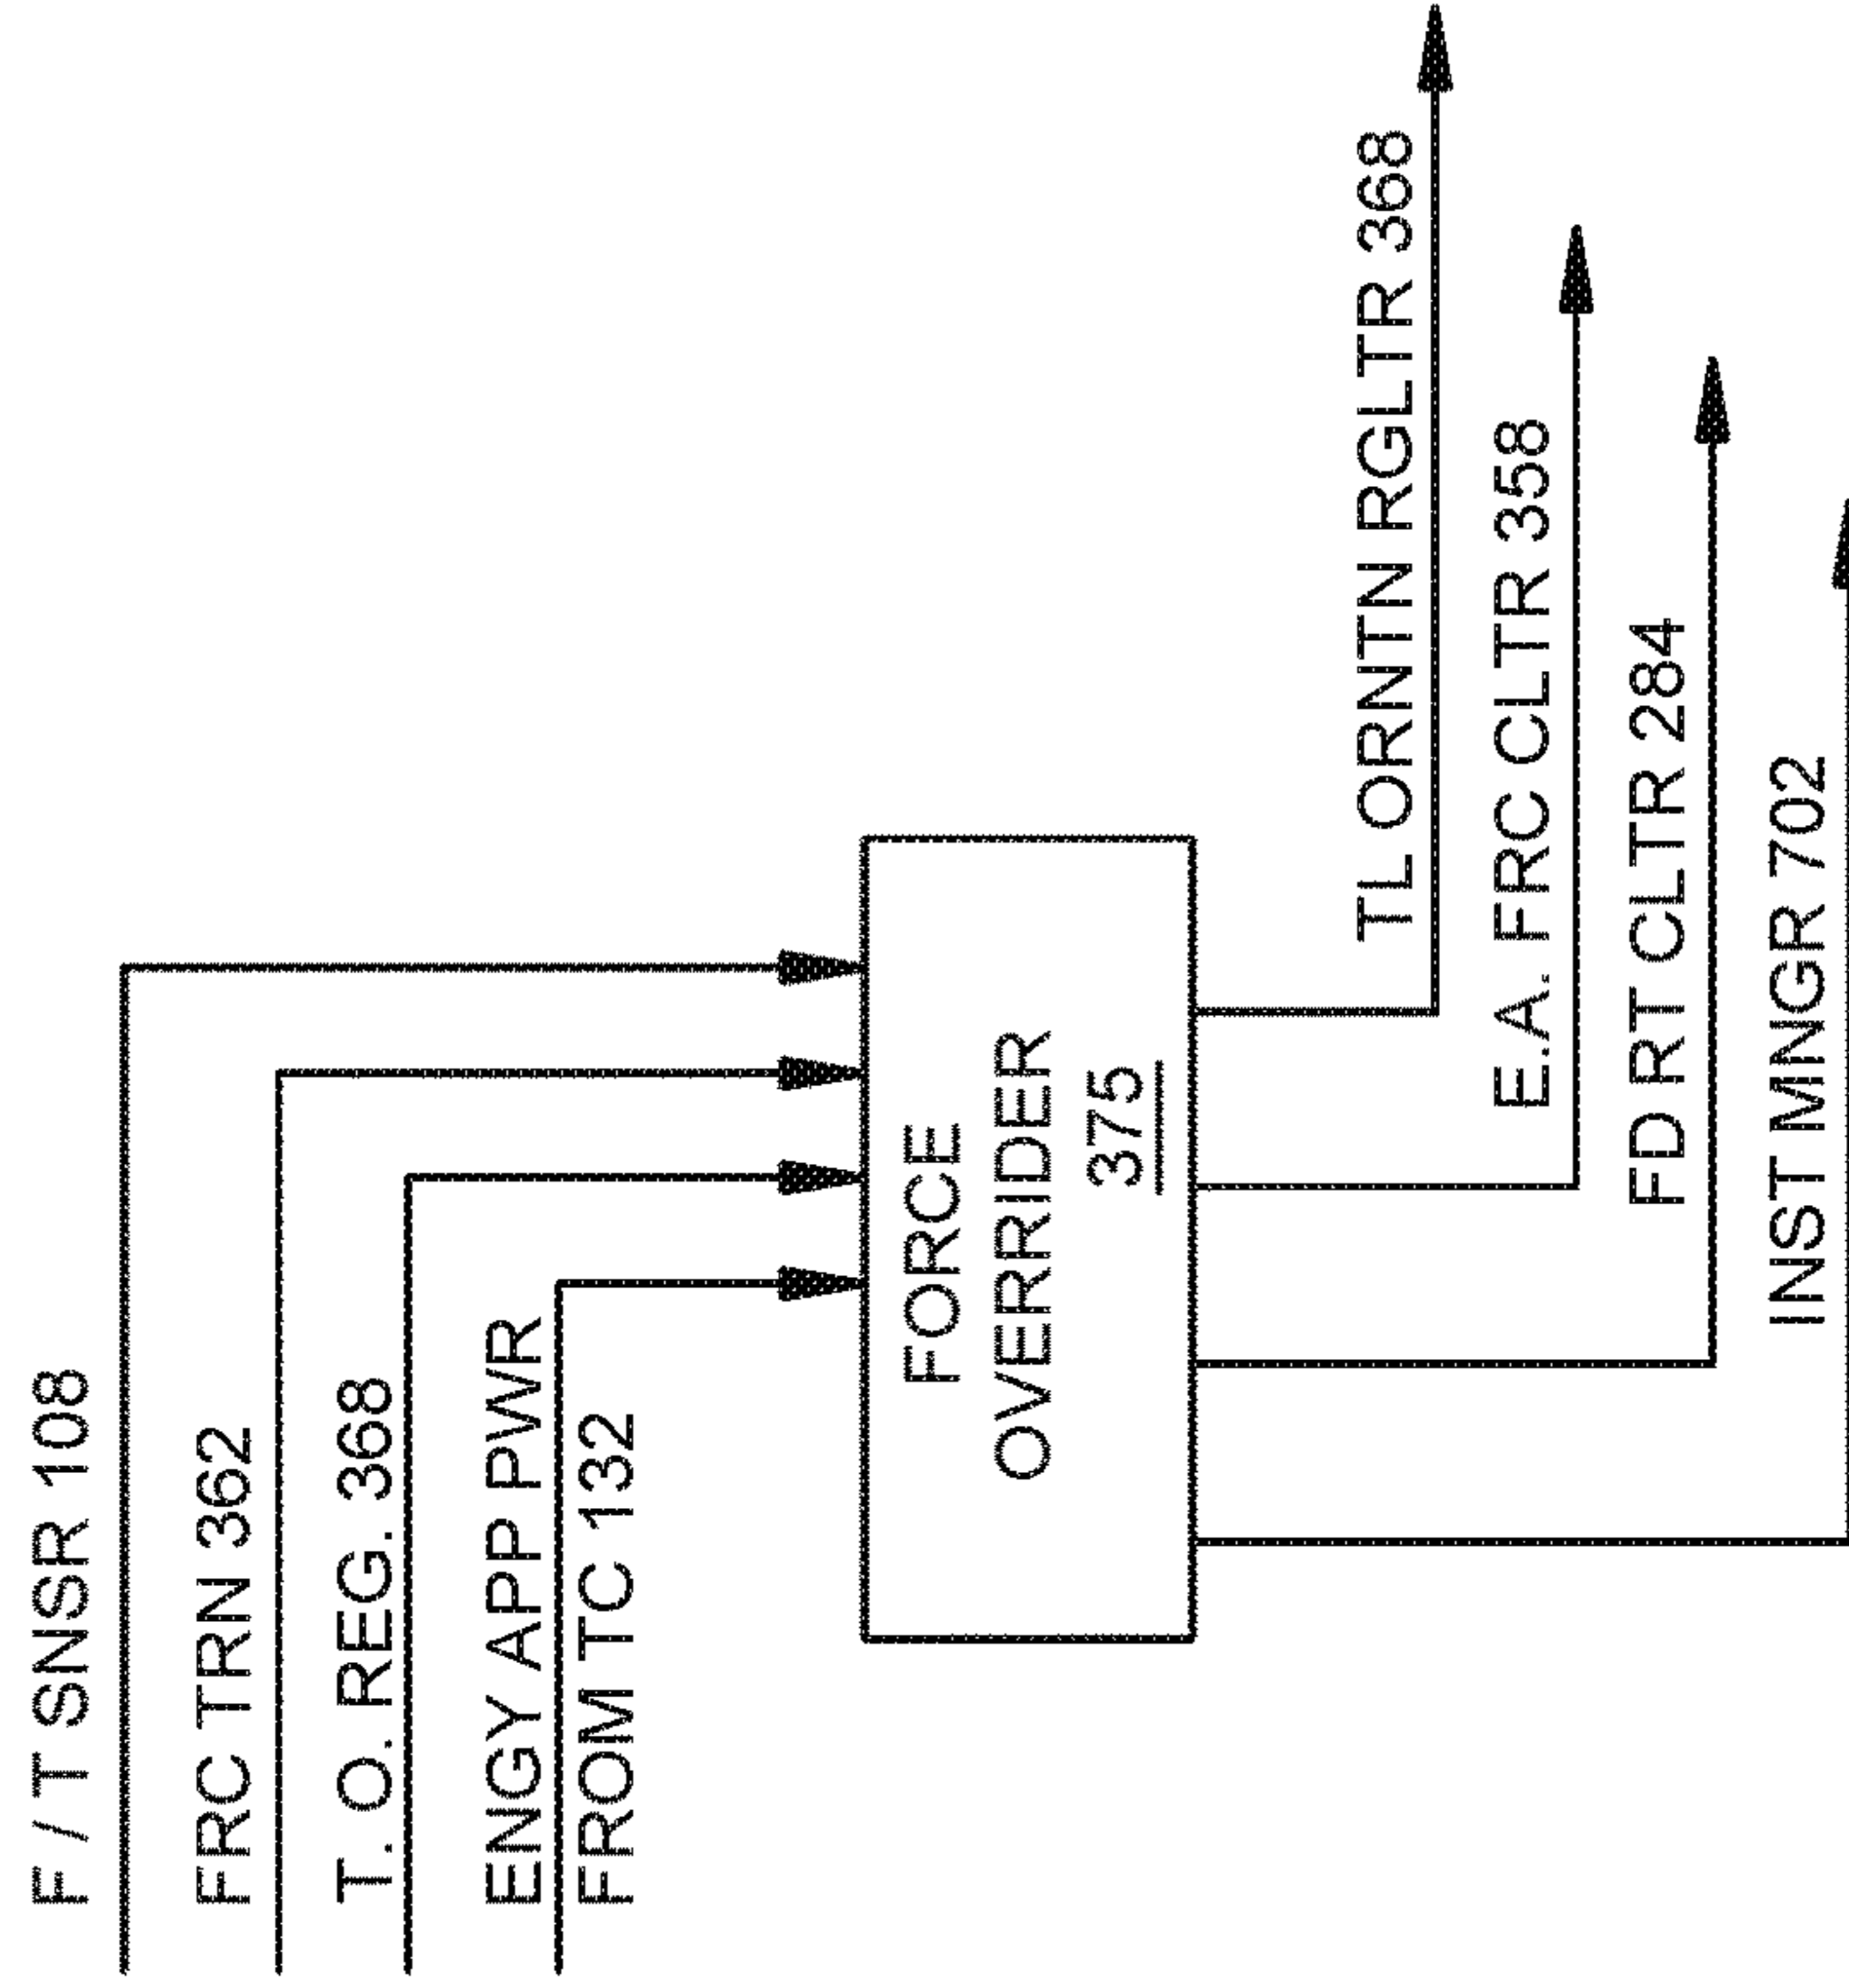 F / T SNSR 108
FRC TRN 362
T. O. REG. 368
ENGY APP PWR
FROM TC 132
FORCE
OVERRIDER
375
TL ORNTN RGLTR 368
E.A. FRC CLTR 358
FD RT CLTR 284
INST MNGR 702